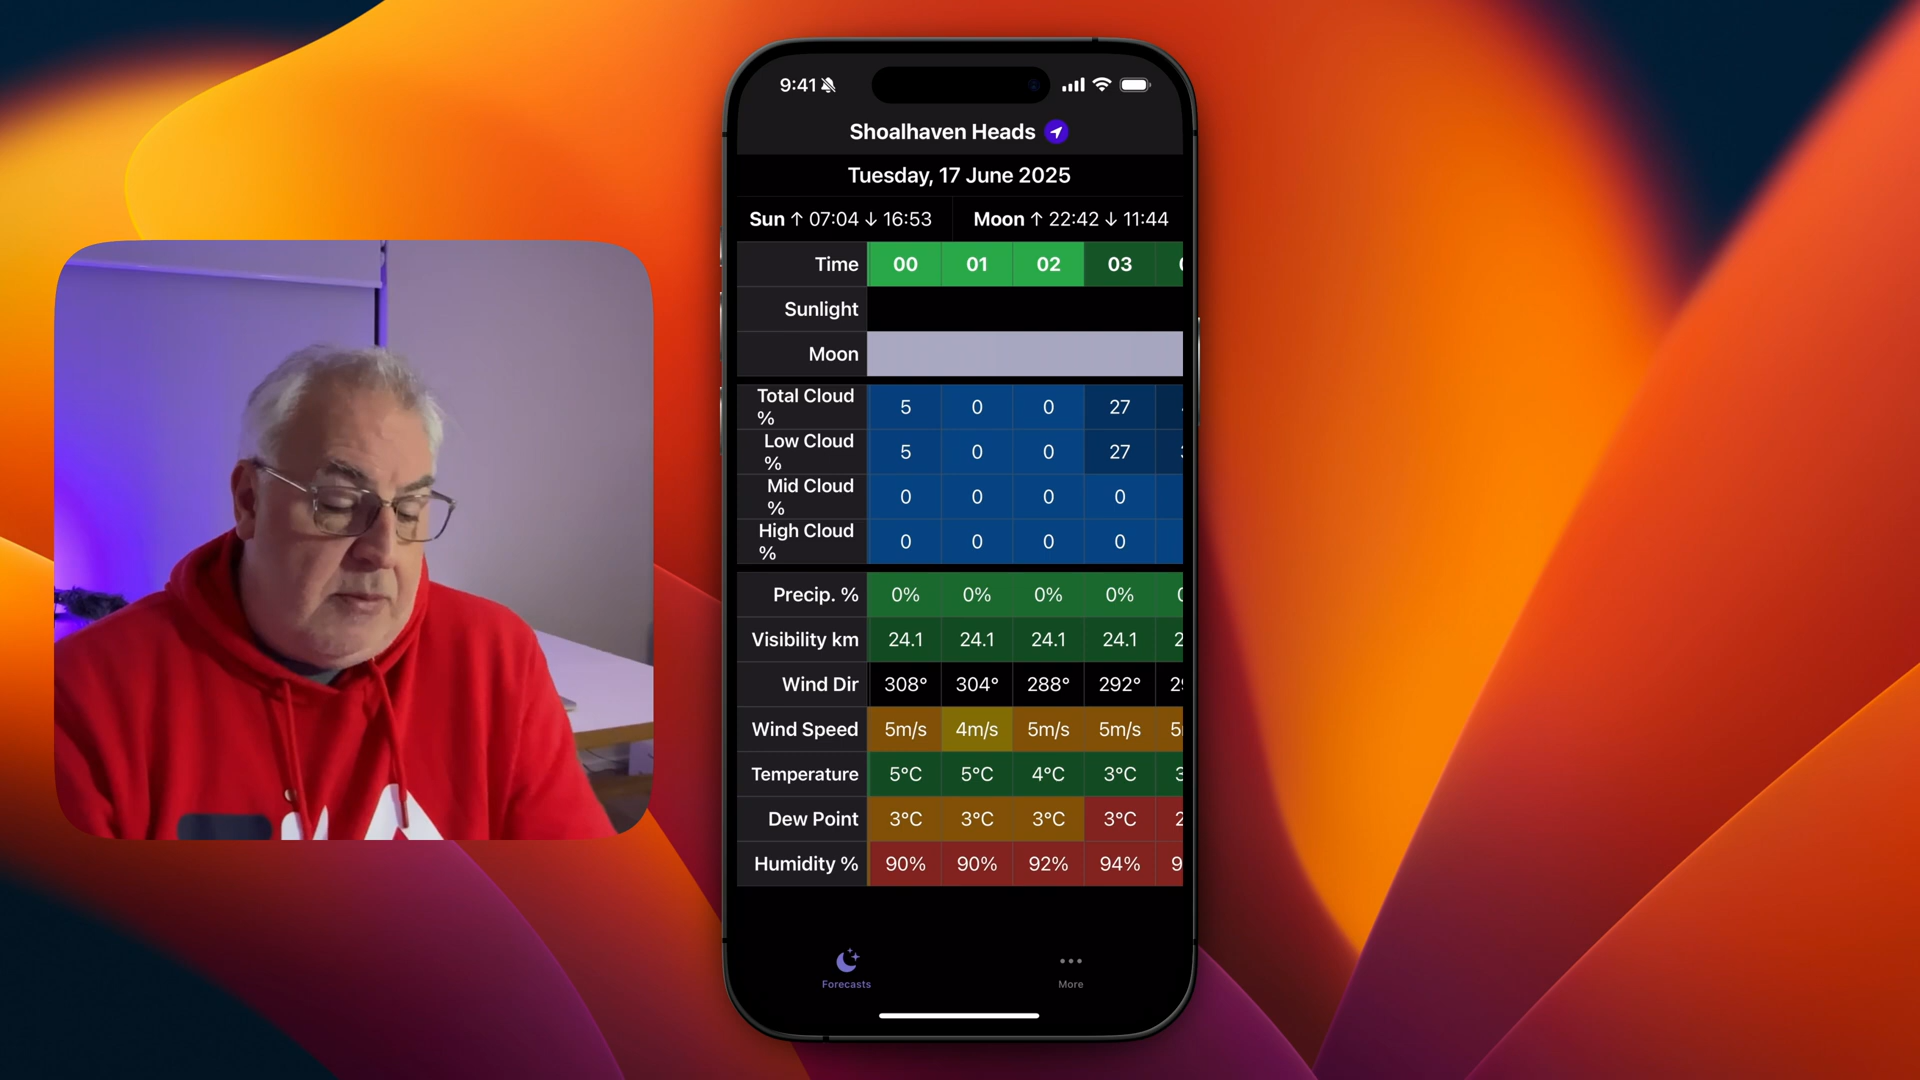 9:41
Shoalhaven Heads
Tuesday, 17 June 2025
Sun ↑ 07:04 ↓ 16:53 Moon ↑ 22:42 ↓ 11:44
Time 00 01 02 03
Sunlight
Moon
Total Cloud % 5 0 0 27
Low Cloud % 5 0 0 27
Mid Cloud % 0 0 0 0
High Cloud % 0 0 0 0
Precip. % 0% 0% 0% 0%
Visibility km 24.1 24.1 24.1 24.1
Wind Dir 308° 304° 288° 292°
Wind Speed 5m/s 4m/s 5m/s 5m/s
Temperature 5°C 5°C 4°C 3°C
Dew Point 3°C 3°C 3°C 3°C
Humidity % 90% 90% 92% 94%
Forecasts More